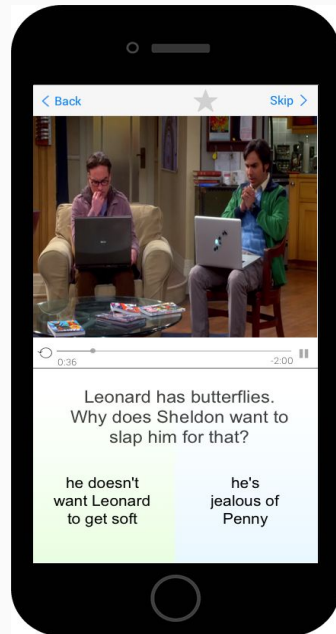 Back
Skip
0:36
-2:00
Leonard has butterflies.
Why does Sheldon want to
slap him for that?
he doesn't
want Leonard
to get soft
he's
jealous of
Penny